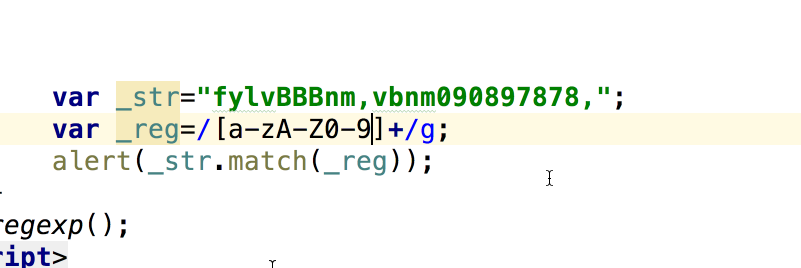 var _str="fylvBBBnm,vbnm090897878,";
var _reg=/[a-zA-Z0-9]+/g;
alert(_str.match(_reg));
regexp();
ript>